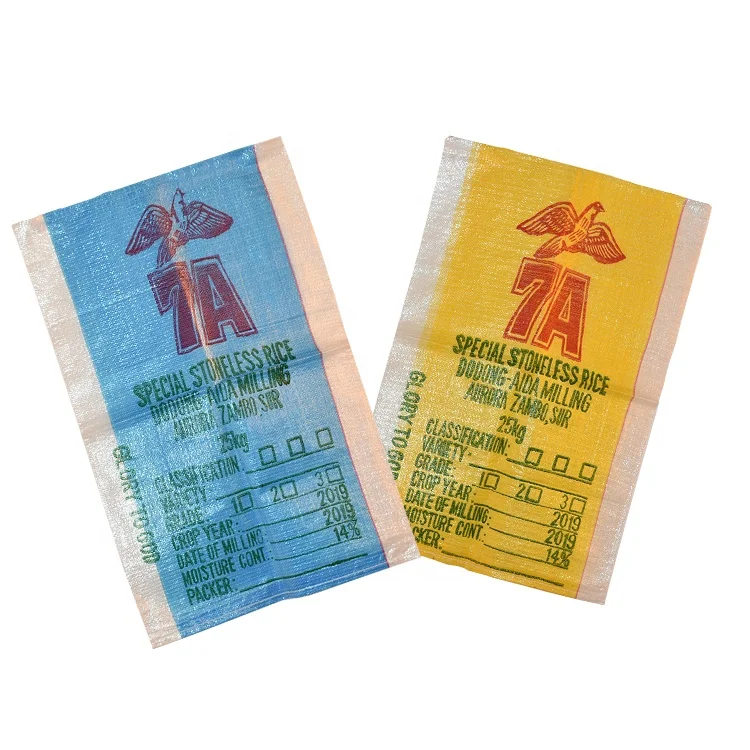 7A
SPECIAL STONELESS RICE
DODONG-AIDA MILLING
AURORA ZAMBO, SUR
25kg
CLASSIFICATION:
VARIETY:
GRADE: 1 2 3
CROP YEAR: 2019
DATE OF MILLING: 2019
MOISTURE CONT.: 14%
PACKER:
GLORY TO GOD
7A
SPECIAL STONELESS RICE
DODONG-AIDA MILLING
AURORA ZAMBO, SUR
25kg
CLASSIFICATION:
VARIETY:
GRADE: 1 2 3
CROP YEAR: 2019
DATE OF MILLING: 2019
MOISTURE CONT.: 14%
PACKER:
GLORY TO GOD